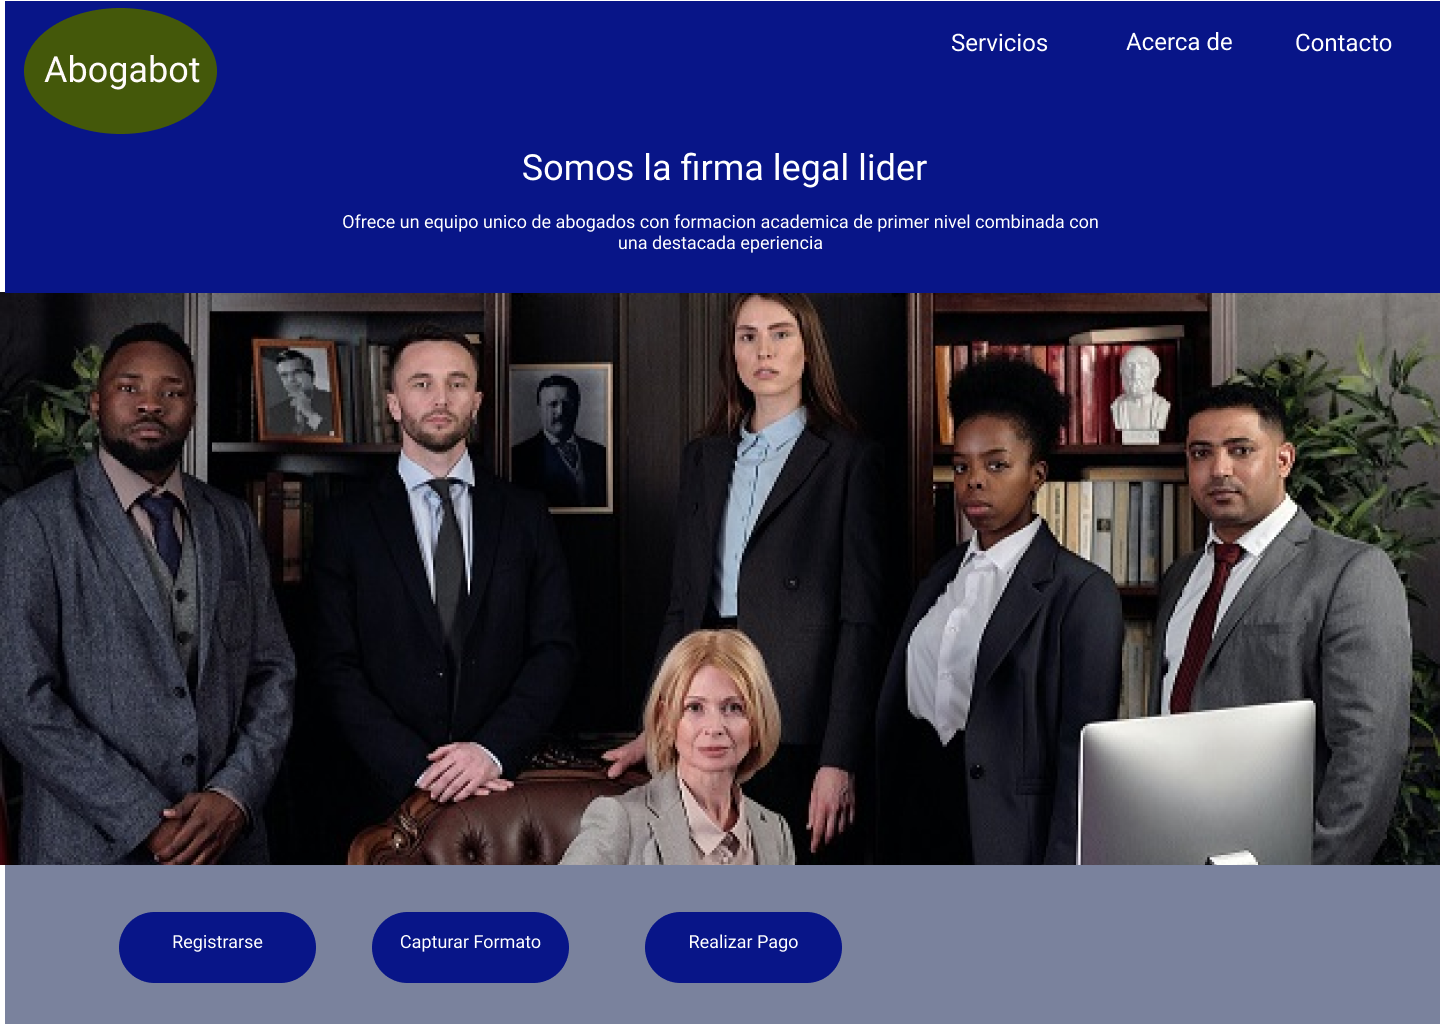 Abogabot
Servicios
Acerca de
Contacto
Somos la firma legal lider
Ofrece un equipo unico de abogados con formacion academica de primer nivel combinada con
una destacada eperiencia
Registrarse
Capturar Formato
Realizar Pago